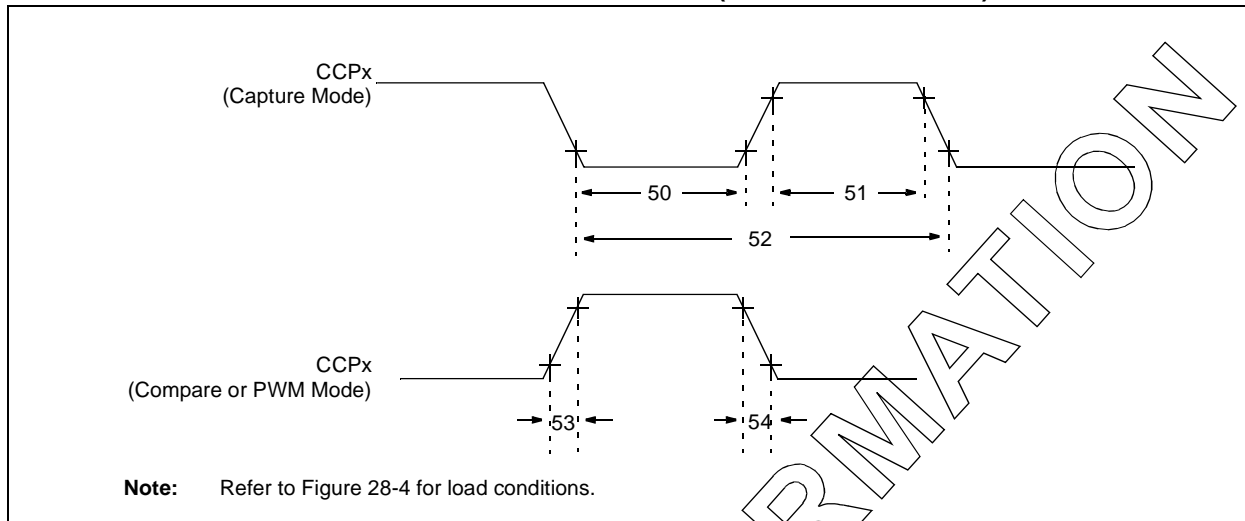 CCPx
(Capture Mode)
50
51
52
CCPx
(Compare or PWM Mode)
53
54
Note: Refer to Figure 28-4 for load conditions.
RMATION